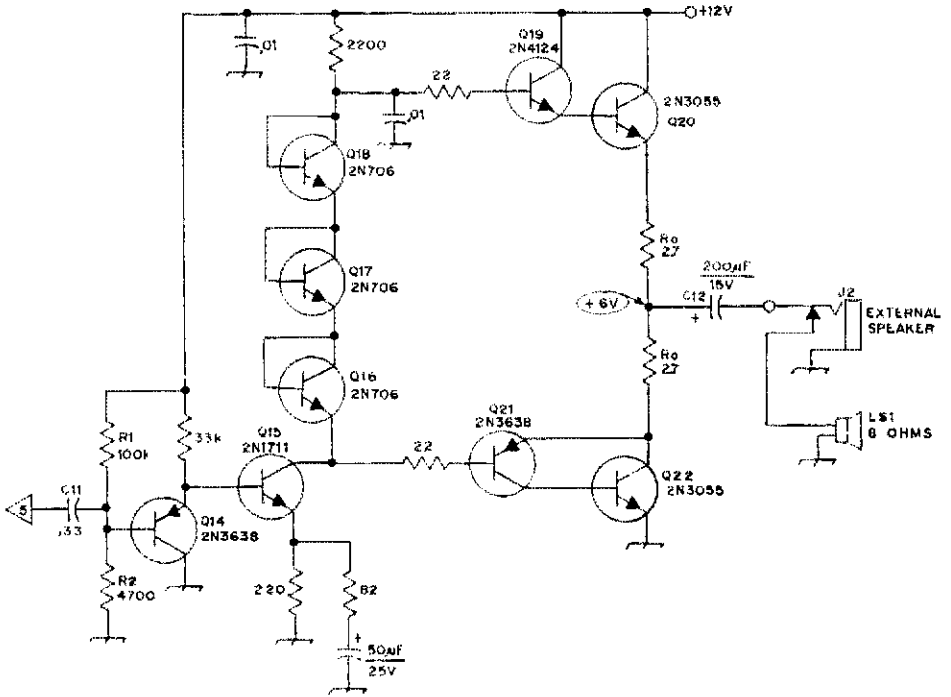 +12V
.01
2200
Q19
2N4124
22
.01
2N3055
Q20
Q18
2N706
Ro
27
Q17
2N706
200µF
15V
+6V
C12
+
J2
EXTERNAL
SPEAKER
Ro
27
Q16
2N706
Q21
2N3638
LS1
8 OHMS
R1
100k
33k
Q15
2N1711
22
Q22
2N3055
5
C11
.33
Q14
2N3638
R2
4700
220
82
+
50µF
25V